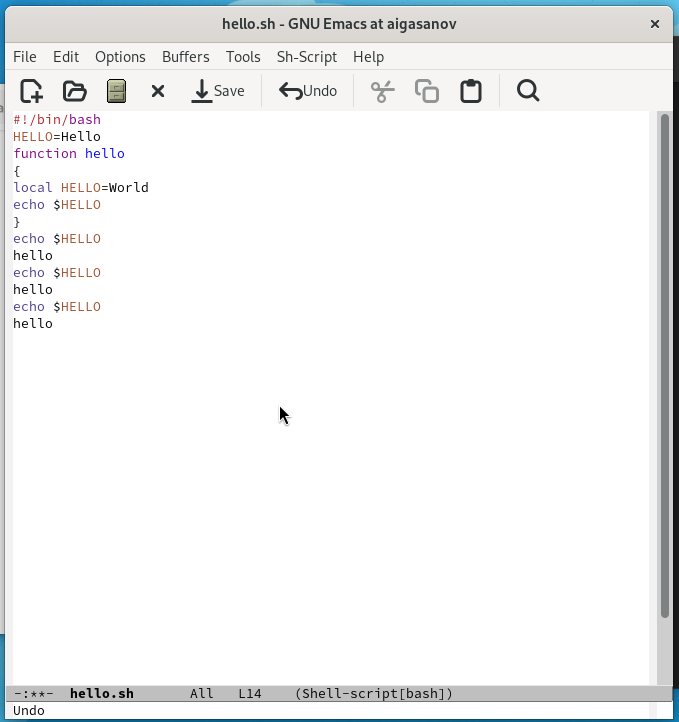 hello.sh - GNU Emacs at aigasanov
File Edit Options Buffers Tools Sh-Script Help
Save Undo
#!/bin/bash
HELLO=Hello
function hello
{
local HELLO=World
echo $HELLO
}
echo $HELLO
hello
echo $HELLO
hello
echo $HELLO
hello
-:**- hello.sh All L14 (Shell-script[bash])
Undo